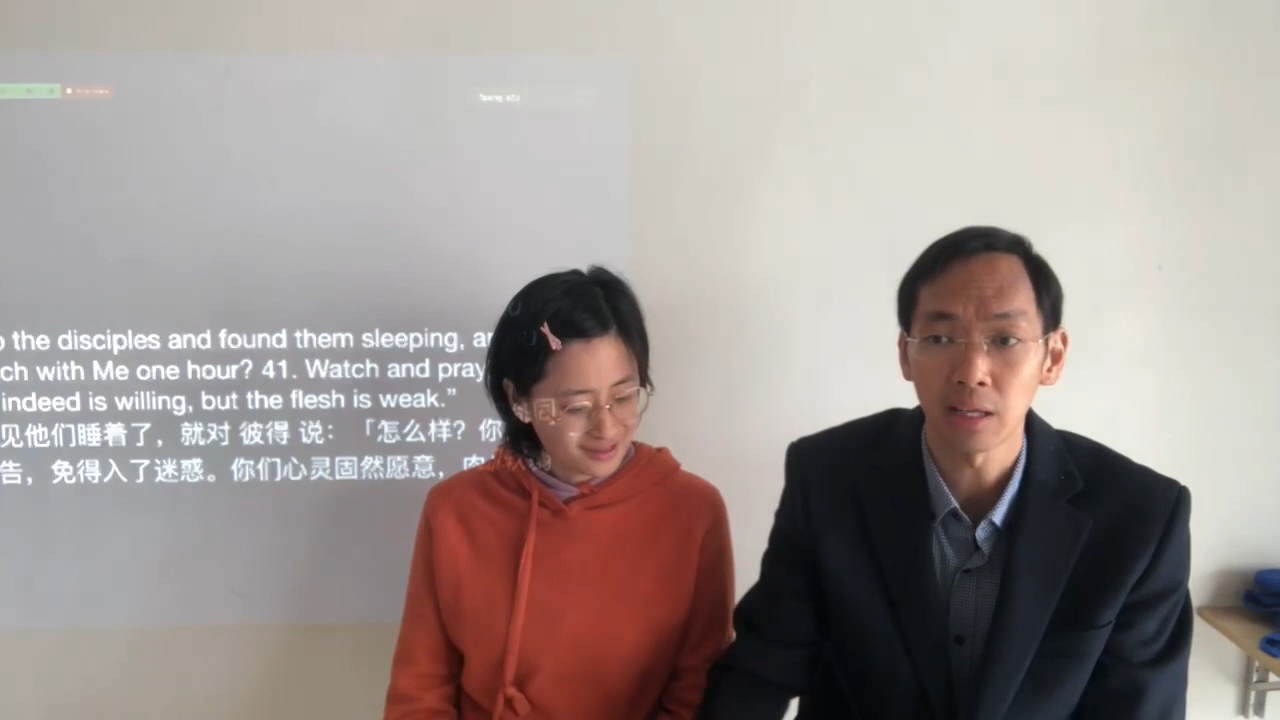 o the disciples and found them sleeping, a
ch with Me one hour? 41. Watch and pray
indeed is willing, but the flesh is weak."
见他们睡着了，就对 彼得 说：「怎么样？你
告，免得入了迷惑。你们心灵固然愿意，肉